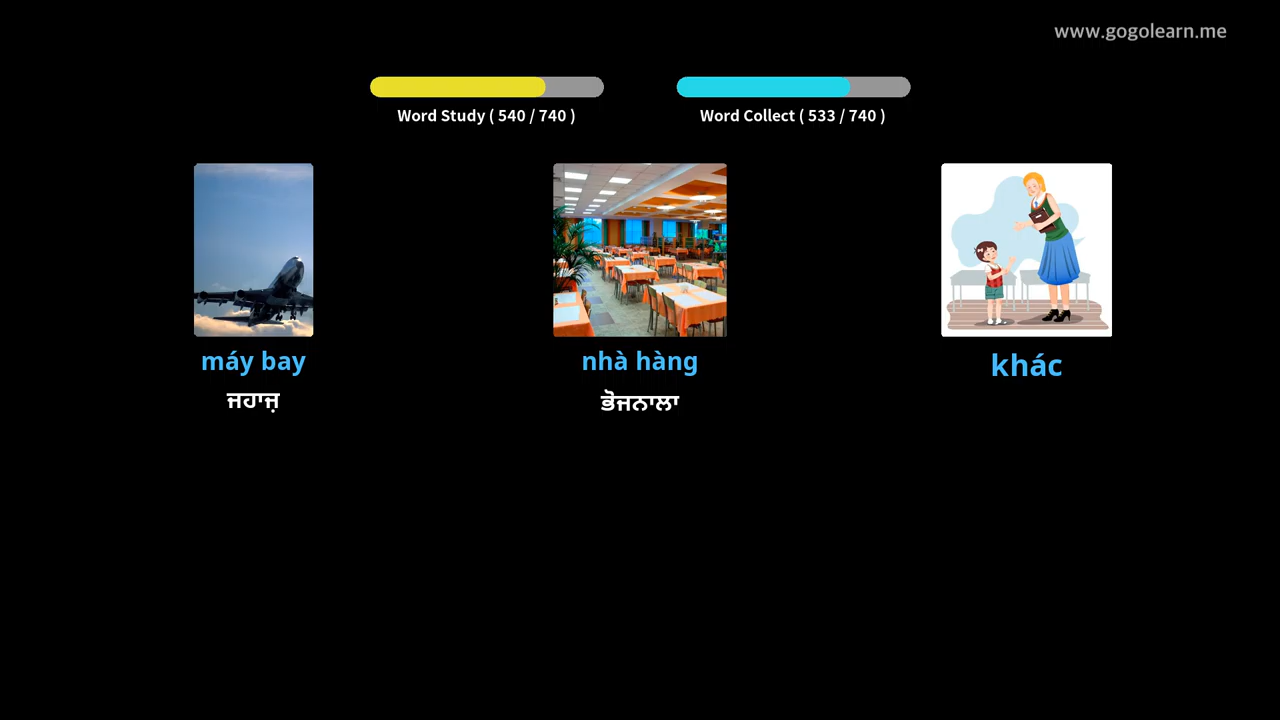 www.gogolearn.me
Word Study ( 540 / 740 )
Word Collect ( 533 / 740 )
máy bay
nhà hàng
khác
ਜਹਾਜ਼
ਭੋਜਨਾਲਾ